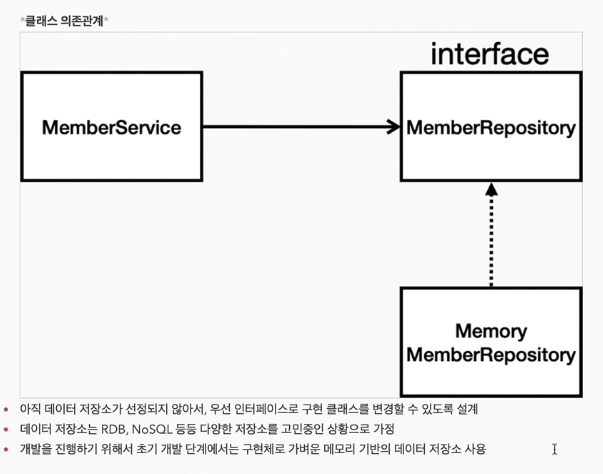 *클래스 의존관계*
interface
MemberService
MemberRepository
Memory
MemberRepository
• 아직 데이터 저장소가 선정되지 않아서, 우선 인터페이스로 구현 클래스를 변경할 수 있도록 설계
• 데이터 저장소는 RDB, NoSQL 등등 다양한 저장소를 고민중인 상황으로 가정
• 개발을 진행하기 위해서 초기 개발 단계에서는 구현체로 가벼운 메모리 기반의 데이터 저장소 사용